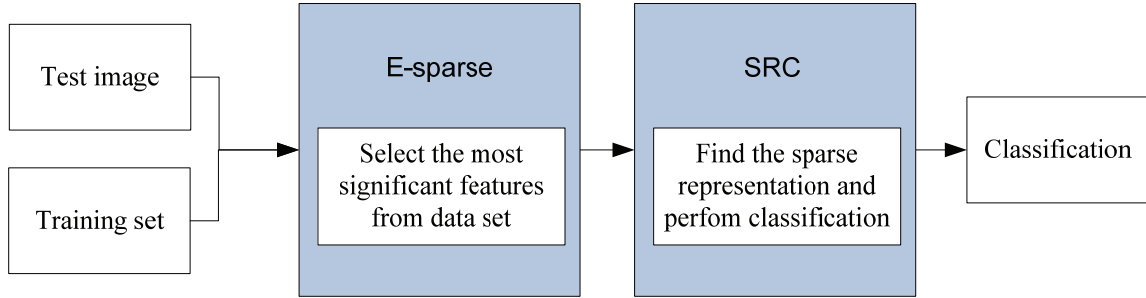 Test image
Training set
E-sparse
Select the most
significant features
from data set
SRC
Find the sparse
representation and
perfom classification
Classification